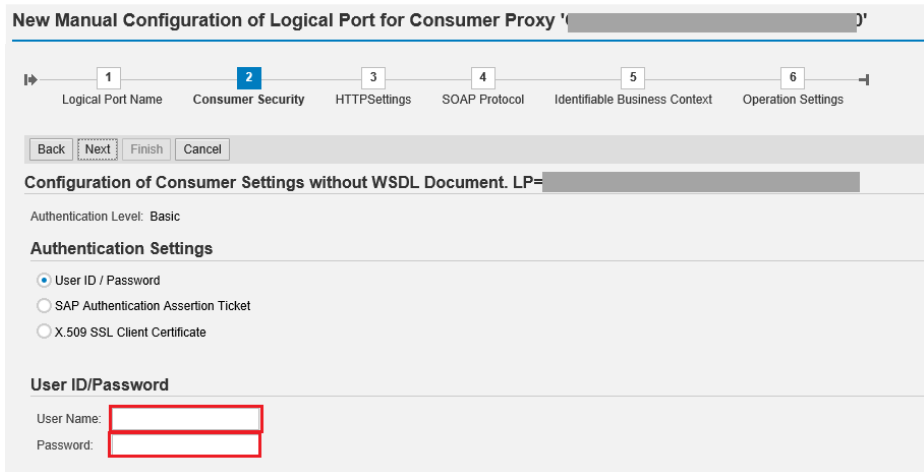 New Manual Configuration of Logical Port for Consumer Proxy '
1 2 3 4 5 6
Logical Port Name Consumer Security HTTPSettings SOAP Protocol Identifiable Business Context Operation Settings
Back Next Finish Cancel
Configuration of Consumer Settings without WSDL Document. LP=
Authentication Level: Basic
Authentication Settings
User ID / Password
SAP Authentication Assertion Ticket
X.509 SSL Client Certificate
User ID/Password
User Name:
Password: